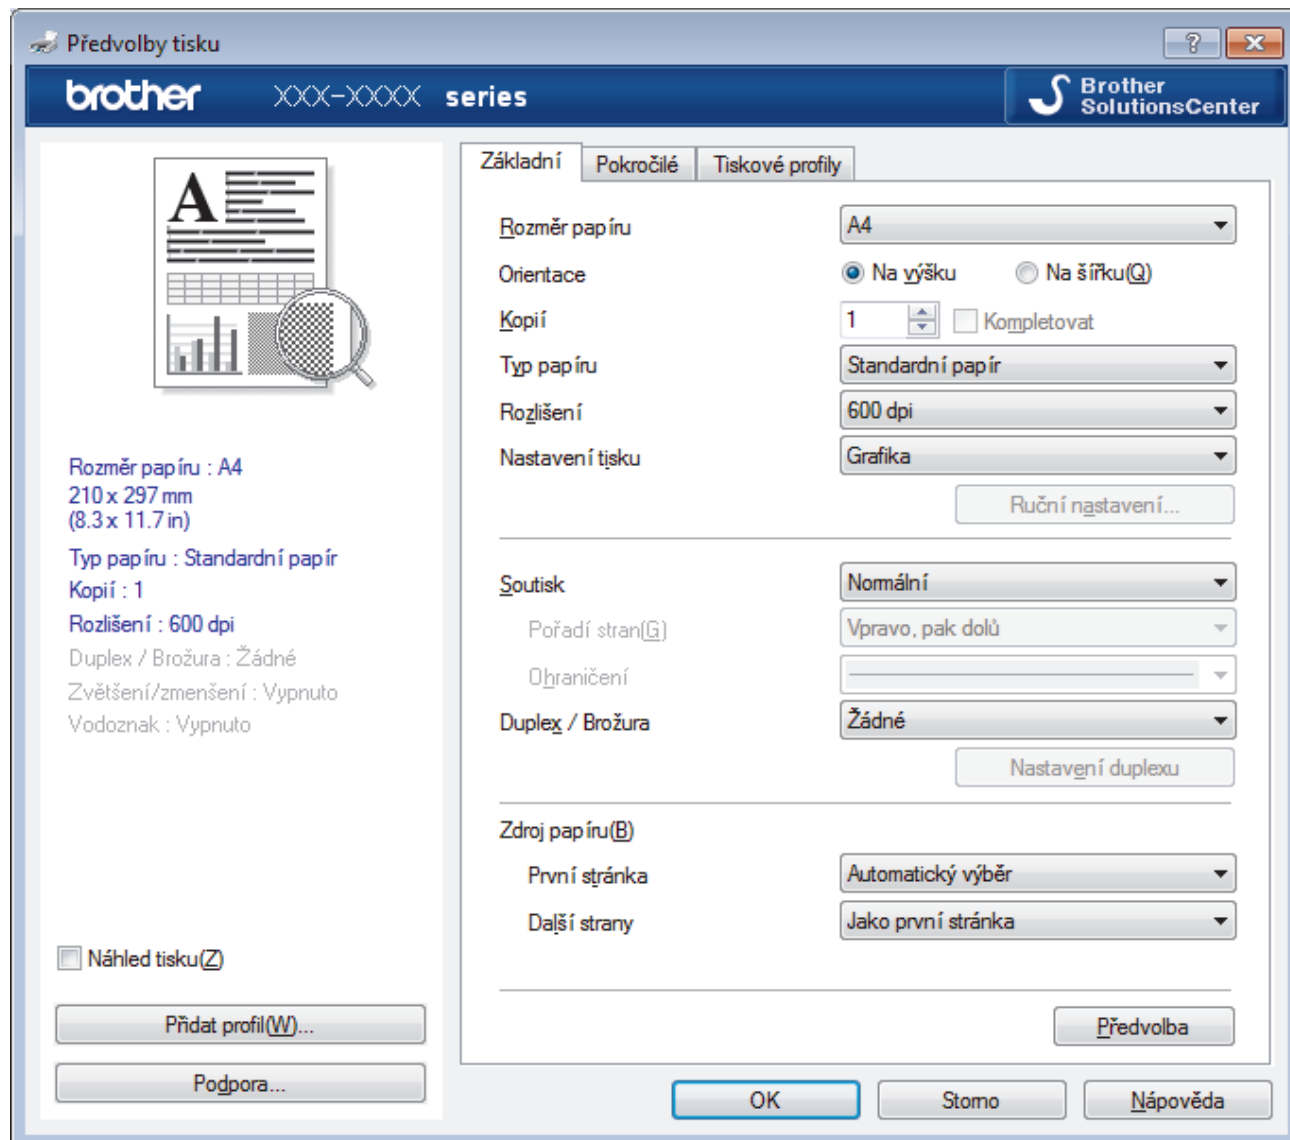 Předvolby tisku
brother XXX-XXXX series
Brother
SolutionsCenter
A
Rozměr papíru : A4
210 x 297 mm
(8.3 x 11.7 in)
Typ papíru : Standardní papír
Kopií : 1
Rozlišení : 600 dpi
Duplex / Brožura : Žádné
Zvětšení/zmenšení : Vypnuto
Vodoznak : Vypnuto
Náhled tisku(Z)
Přidat profil(W)...
Podpora...
Základní Pokročilé Tiskové profily
Rozměr papíru A4
Orientace Na výšku Na šířku(Q)
Kopií 1 Kompletovat
Typ papíru Standardní papír
Rozlišení 600 dpi
Nastavení tisku Grafika
Ruční nastavení...
Soutisk Normální
Pořadí stran(G) Vpravo, pak dolů
Ohraničení
Duplex / Brožura Žádné
Nastavení duplexu
Zdroj papíru(B)
První stránka Automatický výběr
Další strany Jako první stránka
Předvolba
OK Storno Nápověda